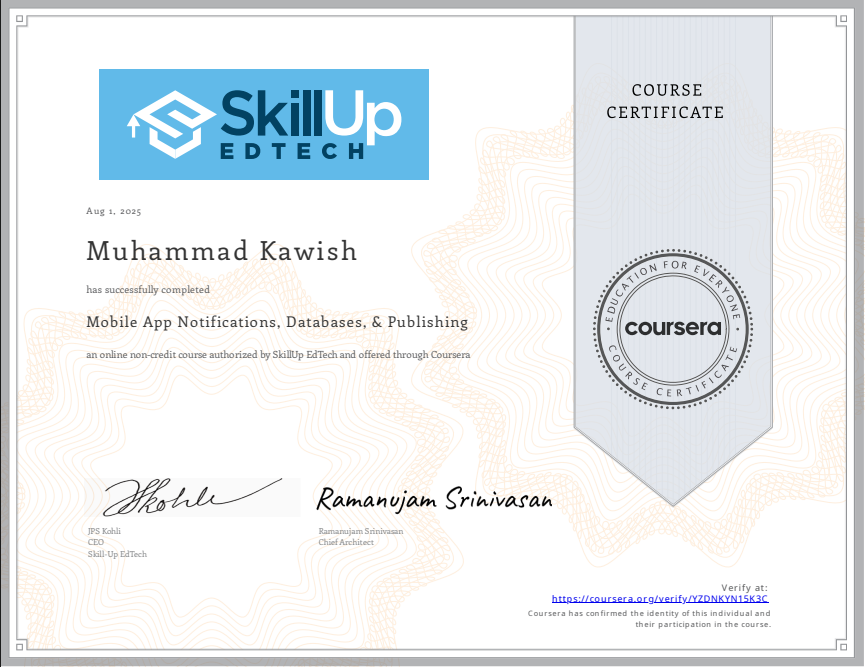 SkillUp
EDTECH
COURSE
CERTIFICATE
Aug 1, 2025
Muhammad Kawish
has successfully completed
Mobile App Notifications, Databases, & Publishing
an online non-credit course authorized by SkillUp EdTech and offered through Coursera
EDUCATION FOR EVERYONE
coursera
COURSE CERTIFICATE
JSKohli
Ramanujam Srinivasan
JPS Kohli
CEO
Skill-Up EdTech
Ramanujam Srinivasan
Chief Architect
Verify at:
https://coursera.org/verify/YZDNKYN15K3C
Coursera has confirmed the identity of this individual and
their participation in the course.